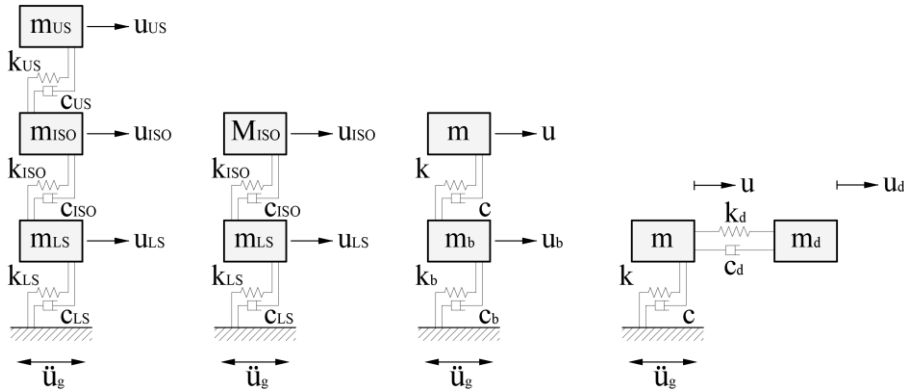 mUS uUS
kUS
cUS
mISO uISO
kISO
cISO
mLS uLS
kLS
cLS
üg
MISO uISO
kISO
cISO
mLS uLS
kLS
cLS
üg
m u
k
c
mb ub
kb
cb
üg
u ud
kd
m md
cd
k
c
üg